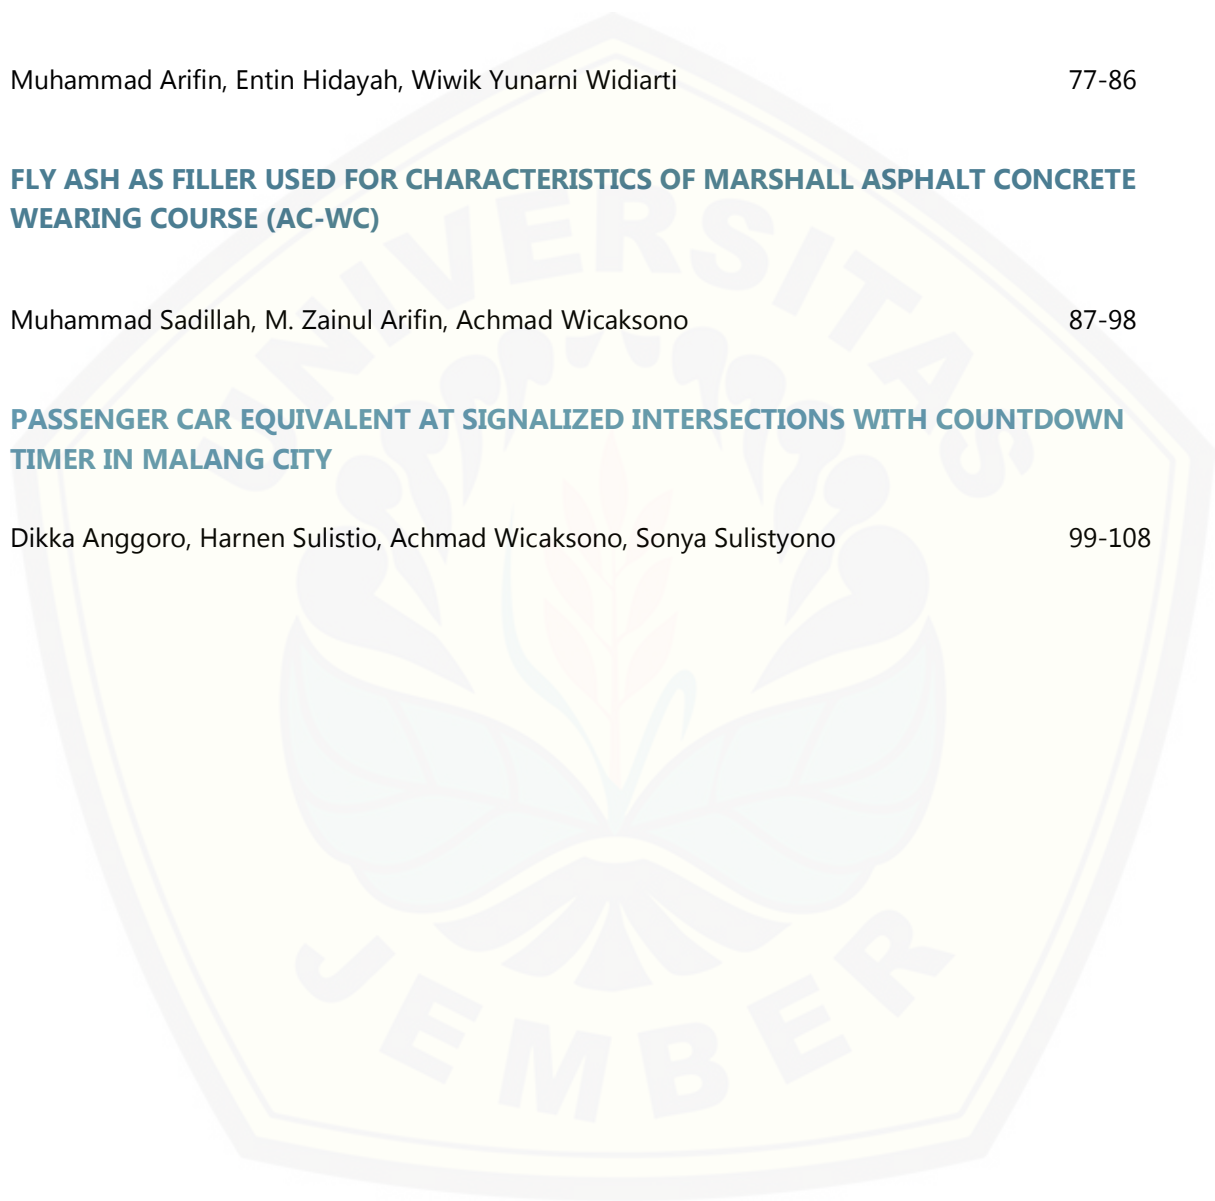 Muhammad Arifin, Entin Hidayah, Wiwik Yunarni Widiarti 77-86
FLY ASH AS FILLER USED FOR CHARACTERISTICS OF MARSHALL ASPHALT CONCRETE
WEARING COURSE (AC-WC)
Muhammad Sadillah, M. Zainul Arifin, Achmad Wicaksono 87-98
PASSENGER CAR EQUIVALENT AT SIGNALIZED INTERSECTIONS WITH COUNTDOWN
TIMER IN MALANG CITY
Dikka Anggoro, Harnen Sulistio, Achmad Wicaksono, Sonya Sulistyono 99-108
UNIVERSITAS
JEMBER